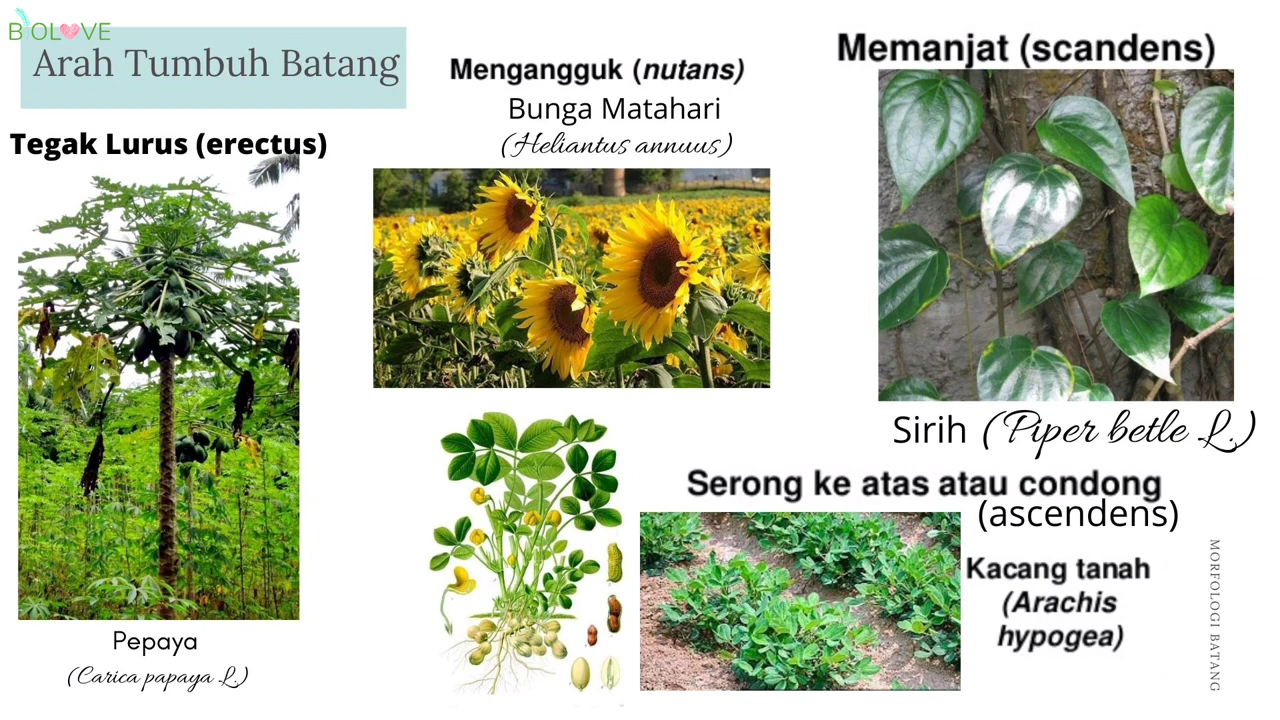 BIOLOVE
Arah Tumbuh Batang
Tegak Lurus (erectus)
Pepaya
(Carica papaya L.)
Mengangguk (nutans)
Bunga Matahari
(Heliantus annuus)
Memanjat (scandens)
Sirih (Piper betle L.)
Serong ke atas atau condong
(ascendens)
Kacang tanah
(Arachis
hypogea)
MORFOLOGI BATANG